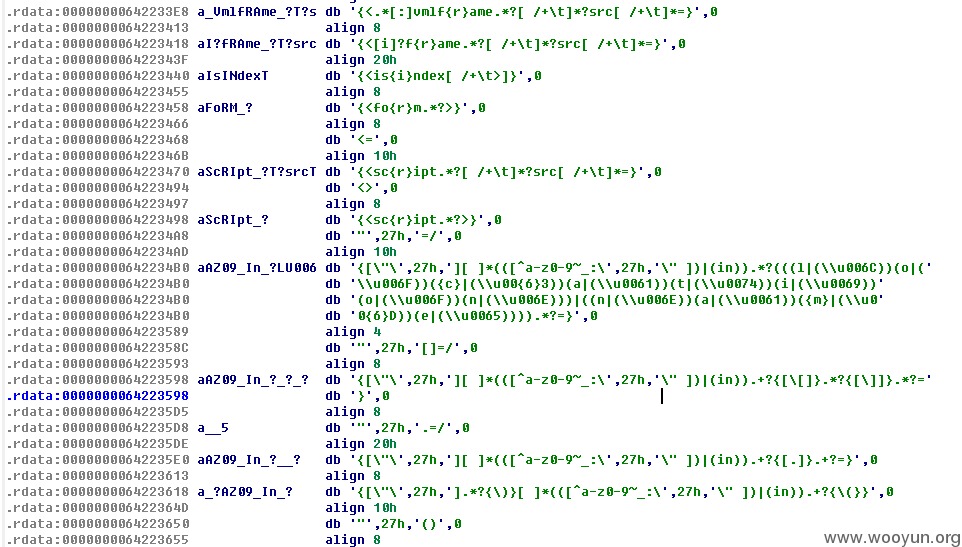 .rdata:00000000642233E8 a_VmlfRAme_?T?s db '{<.*[:]vmlf{r}ame.*?[ /+\t]*?src[ /+\t]*=}',0
.rdata:0000000064223413 align 8
.rdata:0000000064223418 aI?fRAme_?T?src db '{<[i]?f{r}ame.*?[ /+\t]*?src[ /+\t]*=}',0
.rdata:000000006422343F align 20h
.rdata:0000000064223440 aIsINdexT db '{<is{i}ndex[ /+\t>]}',0
.rdata:0000000064223455 align 8
.rdata:0000000064223458 aFoRM_? db '{<fo{r}m.*?>}',0
.rdata:0000000064223466 align 8
.rdata:0000000064223468 db '<=',0
.rdata:000000006422346B align 10h
.rdata:0000000064223470 aScRIpt_?T?srcT db '{<sc{r}ipt.*?[ /+\t]*?src[ /+\t]*=}',0
.rdata:0000000064223494 db '<>',0
.rdata:0000000064223497 align 8
.rdata:0000000064223498 aScRIpt_? db '{<sc{r}ipt.*?>}',0
.rdata:00000000642234A8 db '"',27h,'=/',0
.rdata:00000000642234AD align 10h
.rdata:00000000642234B0 aAZ09_In_?LU006 db '{[\"\',27h,'][ ]*(([^a-z0-9~_:\',27h,'\" ])|(in)).*?(((l|(\\u006C))(o|('
.rdata:00000000642234B0 db '\\u006F))({c}|(\\u00{6}3))(a|(\\u0061))(t|(\\u0074))(i|(\\u0069))'
.rdata:00000000642234B0 db '(o|(\\u006F))(n|(\\u006E)))|((n|(\\u006E))(a|(\\u0061))({m}|(\\u0'
.rdata:00000000642234B0 db '0{6}D))(e|(\\u0065)))).*?=}',0
.rdata:0000000064223589 align 4
.rdata:000000006422358C db '"',27h,'[]=/',0
.rdata:0000000064223593 align 8
.rdata:0000000064223598 aAZ09_In_?_?_? db '{[\"\',27h,'][ ]*(([^a-z0-9~_:\',27h,'\" ])|(in)).+?{[\[]}.*?{[\]]}.*?='
.rdata:0000000064223598 db '}',0
.rdata:00000000642235D5 align 8
.rdata:00000000642235D8 a__5 db '"',27h,'.=/',0
.rdata:00000000642235DE align 20h
.rdata:00000000642235E0 aAZ09_In_?__? db '{[\"\',27h,'][ ]*(([^a-z0-9~_:\',27h,'\" ])|(in)).+?{[.]}.+?=}',0
.rdata:0000000064223613 align 8
.rdata:0000000064223618 a_?AZ09_In_? db '{[\"\',27h,'].*?{\)}[ ]*(([^a-z0-9~_:\',27h,'\" ])|(in)).+?{\(}}',0
.rdata:000000006422364D align 10h
.rdata:0000000064223650 db '"',27h,'()',0
.rdata:0000000064223655 align 8
www.wooyun.org